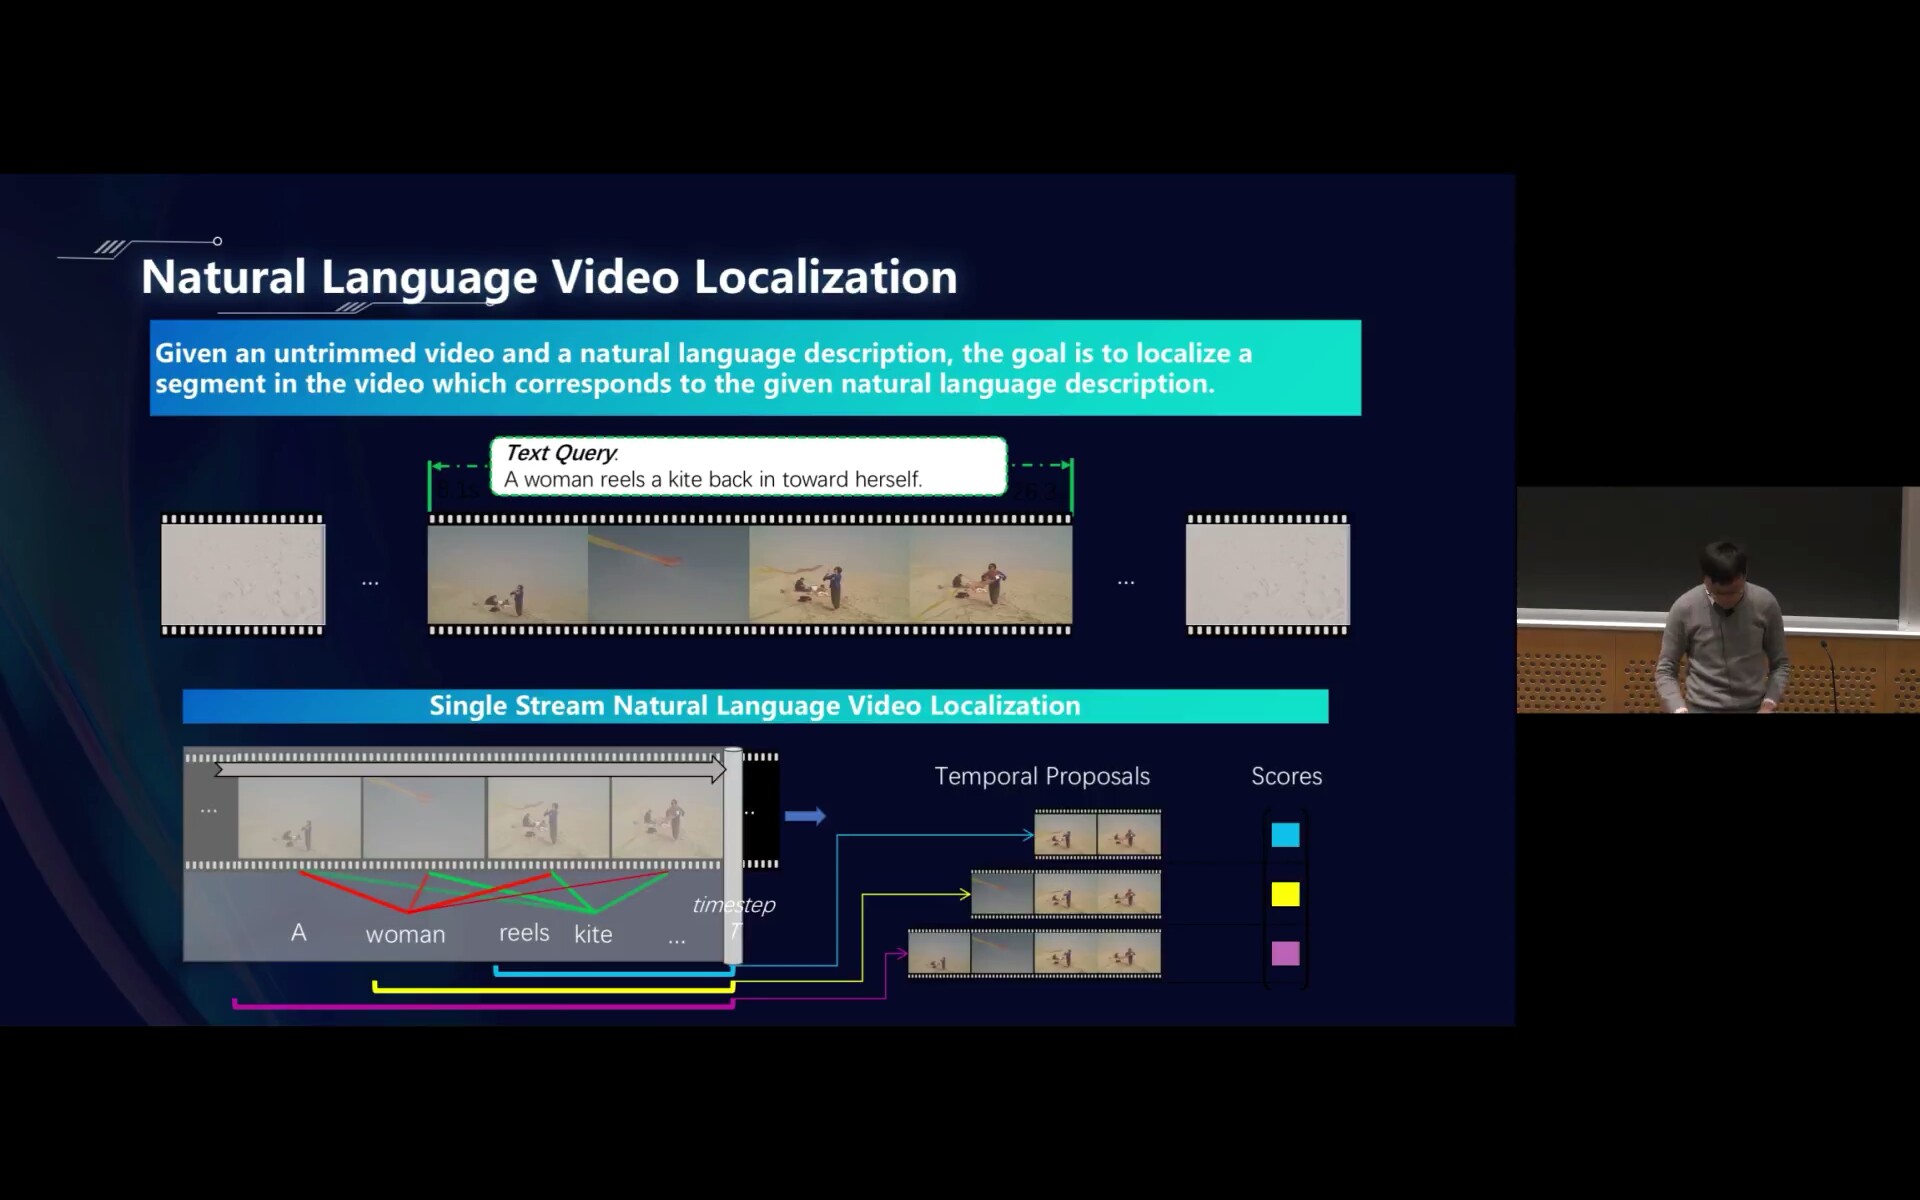 Natural Language Video Localization
Given an untrimmed video and a natural language description, the goal is to localize a
segment in the video which corresponds to the given natural language description.
Text Query:
A woman reels a kite back in toward herself.
8.1s
...
...
Single Stream Natural Language Video Localization
Temporal Proposals
Scores
...
..
timestep
T
A woman reels kite ...